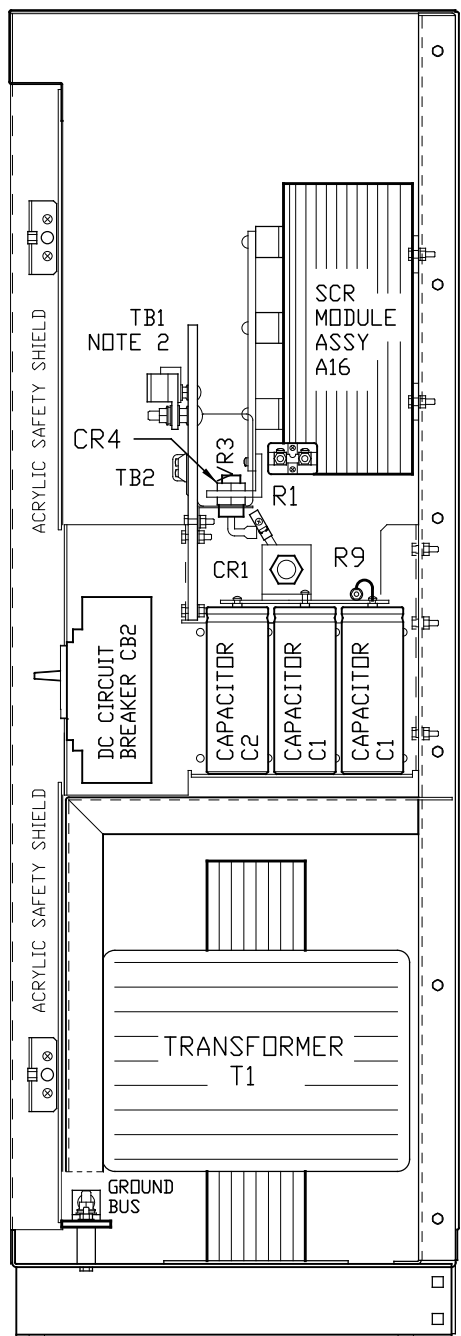 SCR
MODULE
ASSY
A16
TB1
NOTE 2
ACRYLIC SAFETY SHIELD
CR4
R3
TB2
R1
CR1
R9
DC CIRCUIT
BREAKER CB2
CAPACITOR
C2
CAPACITOR
C1
CAPACITOR
C1
ACRYLIC SAFETY SHIELD
TRANSFORMER
T1
GROUND
BUS